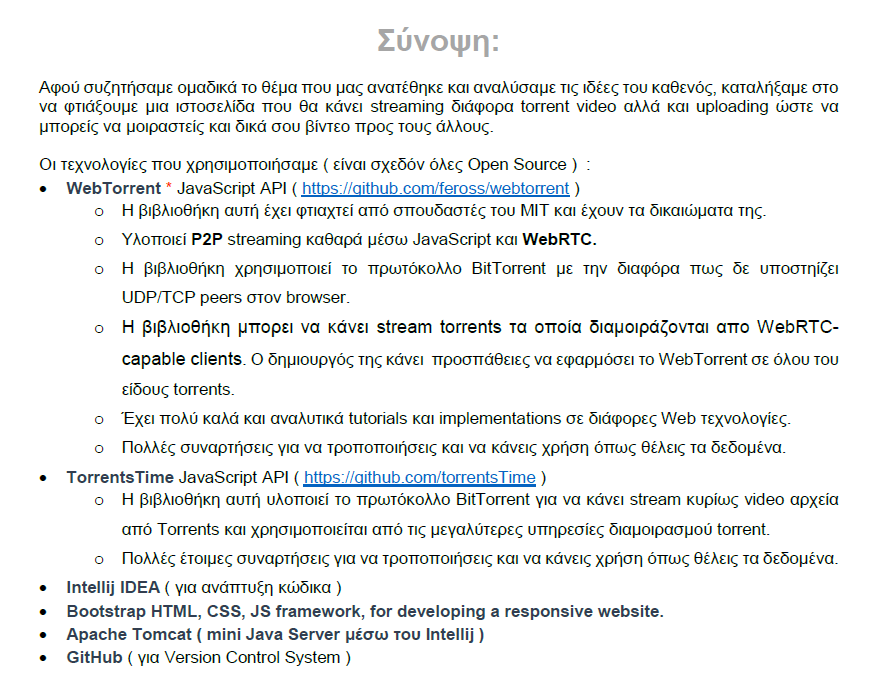 Σύνοψη:
Αφού συζητήσαμε ομαδικά το θέμα που μας ανατέθηκε και αναλύσαμε τις ιδέες του καθενός, καταλήξαμε στο
να φτιάξουμε μια ιστοσελίδα που θα κάνει streaming διάφορα torrent video αλλά και uploading ώστε να
μπορείς να μοιραστείς και δικά σου βίντεο προς τους άλλους.
Οι τεχνολογίες που χρησιμοποιήσαμε ( είναι σχεδόν όλες Open Source ) :
• WebTorrent * JavaScript API ( https://github.com/feross/webtorrent )
o Η βιβλιοθήκη αυτή έχει φτιαχτεί από σπουδαστές του MIT και έχουν τα δικαιώματα της.
o Υλοποιεί P2P streaming καθαρά μέσω JavaScript και WebRTC.
o Η βιβλιοθήκη χρησιμοποιεί το πρωτόκολλο BitTorrent με την διαφόρα πως δε υποστηίζει
UDP/TCP peers στον browser.
o Η βιβλιοθήκη μπορει να κάνει stream torrents τα οποία διαμοιράζονται απο WebRTC-
capable clients. Ο δημιουργός της κάνει προσπάθειες να εφαρμόσει το WebTorrent σε όλου του
είδους torrents.
o Έχει πολύ καλά και αναλυτικά tutorials και implementations σε διάφορες Web τεχνολογίες.
o Πολλές συναρτήσεις για να τροποποιήσεις και να κάνεις χρήση όπως θέλεις τα δεδομένα.
• TorrentsTime JavaScript API ( https://github.com/torrentsTime )
o Η βιβλιοθήκη αυτή υλοποιεί το πρωτόκολλο BitTorrent για να κάνει stream κυρίως video αρχεία
από Torrents και χρησιμοποιείται από τις μεγαλύτερες υπηρεσίες διαμοιρασμού torrent.
o Πολλές έτοιμες συναρτήσεις για να τροποποιήσεις και να κάνεις χρήση όπως θέλεις τα δεδομένα.
• Intellij IDEA ( για ανάπτυξη κώδικα )
• Bootstrap HTML, CSS, JS framework, for developing a responsive website.
• Apache Tomcat ( mini Java Server μέσω του Intellij )
• GitHub ( για Version Control System )